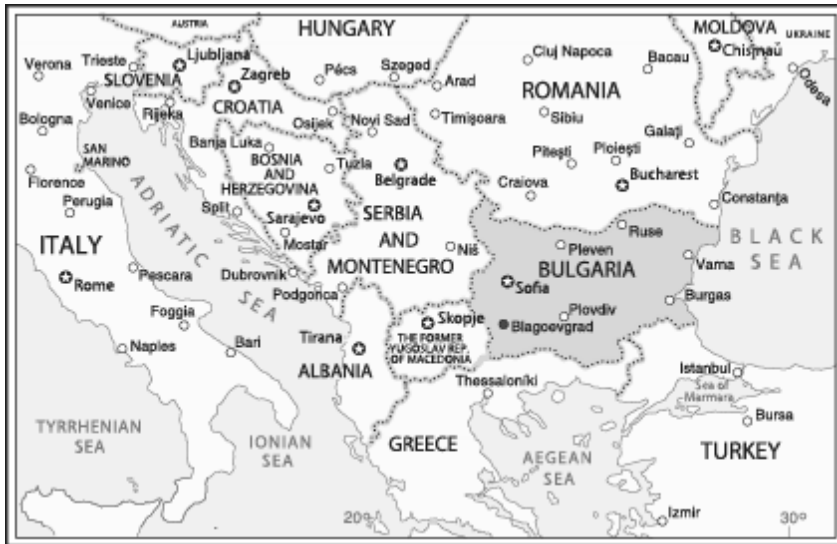 AUSTRIA
HUNGARY
MOLDOVA
UKRAINE
Verona
Trieste
Ljubljana
SLOVENIA
Zagreb
CROATIA
Pécs
Szeged
Arad
Cluj Napoca
Bacau
Chismaŭ
Odesa
ROMANIA
Venice
Rijeka
Bologna
Osijek
Novi Sad
Timişoara
Sibiu
Galaţi
SAN
MARINO
Banja Luka
BOSNIA
AND
HERZEGOVINA
Tuzla
Belgrade
Piteşti
Ploieşti
Bucharest
Florence
Perugia
Craiova
Constanţa
ADRIATIC
SEA
Split
Sarajevo
Mostar
SERBIA
AND
MONTENEGRO
Niš
Ruse
Pleven
BULGARIA
Varna
BLACK
SEA
ITALY
Rome
Pescara
Dubrovnik
Podgorica
Sofia
Burgas
Plovdiv
Blagoevgrad
Foggia
Skopje
THE FORMER
YUGOSLAV REP.
OF MACEDONIA
Tirana
ALBANIA
Naples
Bari
Thessaloníki
Istanbul
Sea of
Marmara
Bursa
TYRRHENIAN
SEA
IONIAN
SEA
GREECE
AEGEAN
SEA
TURKEY
Izmir
20°
30°